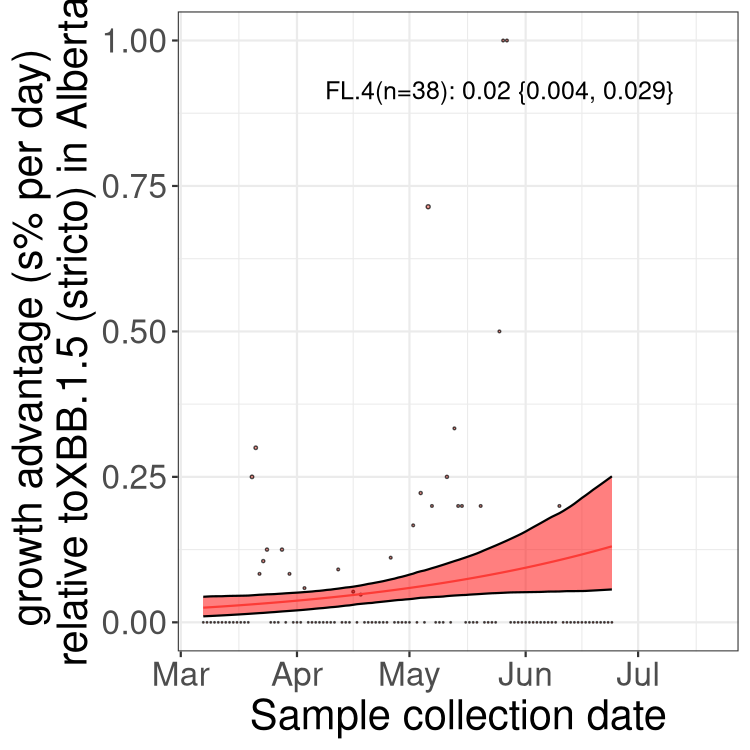 growth advantage (s% per day)
relative toXBB.1.5 (stricto) in Alberta
1.00
0.75
0.50
0.25
0.00
FL.4(n=38): 0.02 {0.004, 0.029}
Mar Apr May Jun Jul
Sample collection date